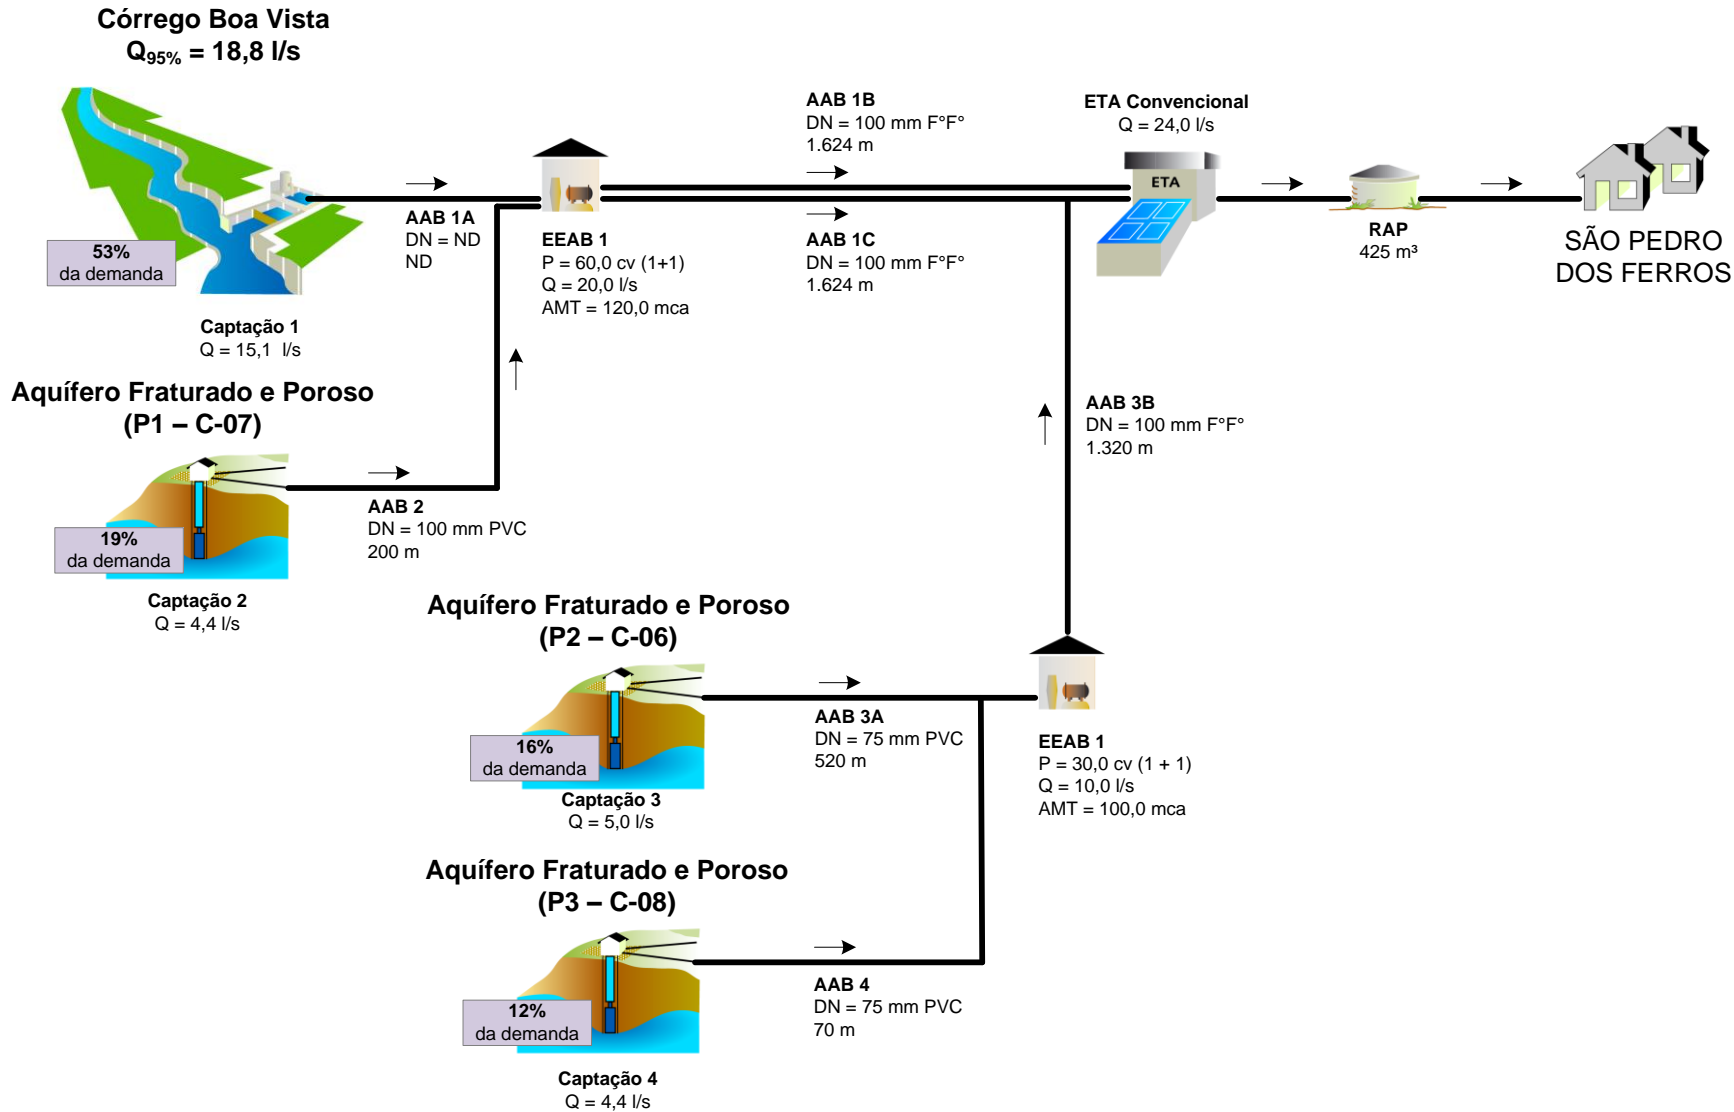 Córrego Boa Vista
Q95% = 18,8 l/s
53%
da demanda
Captação 1
Q = 15,1 l/s
AAB 1A
DN = ND
ND
EEAB 1
P = 60,0 cv (1+1)
Q = 20,0 l/s
AMT = 120,0 mca
AAB 1B
DN = 100 mm F°F°
1.624 m
AAB 1C
DN = 100 mm F°F°
1.624 m
ETA Convencional
Q = 24,0 l/s
ETA
RAP
425 m³
SÃO PEDRO
DOS FERROS
Aquífero Fraturado e Poroso
(P1 – C-07)
19%
da demanda
Captação 2
Q = 4,4 l/s
AAB 2
DN = 100 mm PVC
200 m
AAB 3B
DN = 100 mm F°F°
1.320 m
Aquífero Fraturado e Poroso
(P2 – C-06)
16%
da demanda
Captação 3
Q = 5,0 l/s
AAB 3A
DN = 75 mm PVC
520 m
EEAB 1
P = 30,0 cv (1 + 1)
Q = 10,0 l/s
AMT = 100,0 mca
Aquífero Fraturado e Poroso
(P3 – C-08)
12%
da demanda
Captação 4
Q = 4,4 l/s
AAB 4
DN = 75 mm PVC
70 m